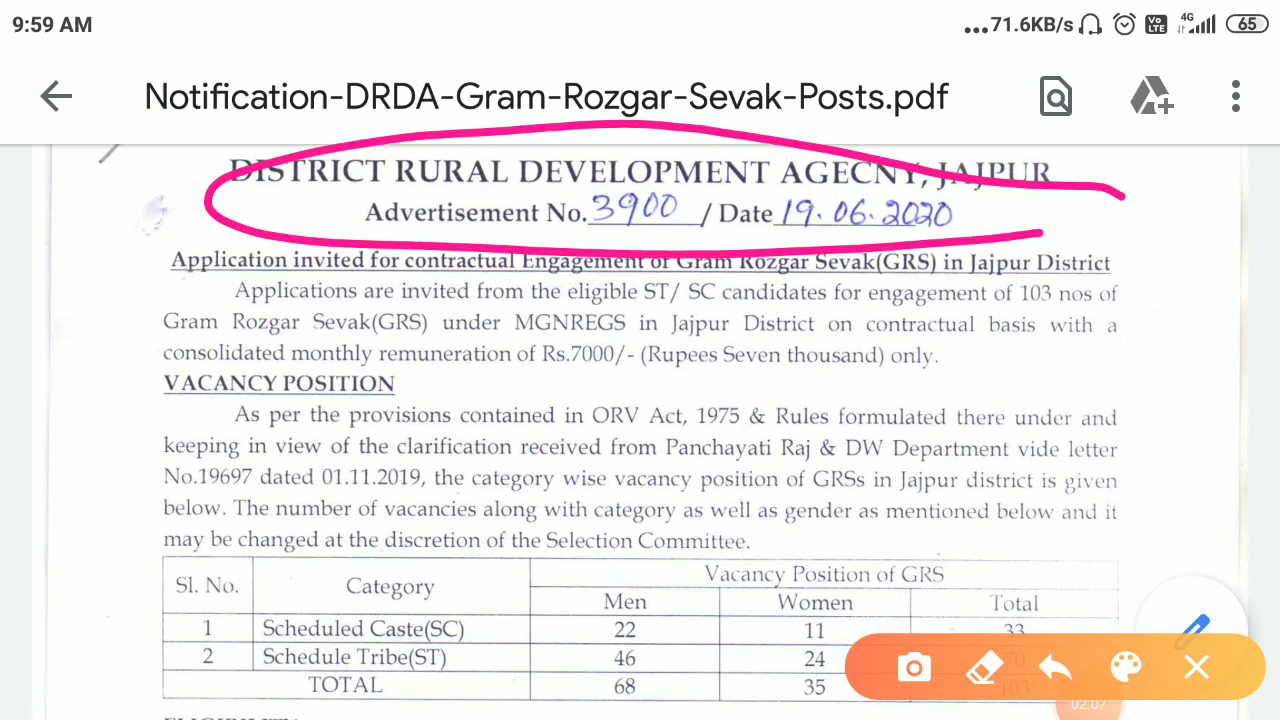 9:59 AM
...71.6KB/s Vo LTE 4G 65
Notification-DRDA-Gram-Rozgar-Sevak-Posts.pdf
DISTRICT RURAL DEVELOPMENT AGECNY, JAJPUR
Advertisement No. 3900 / Date 19.06.2020
Application invited for contractual Engagement of Gram Rozgar Sevak(GRS) in Jajpur District
Applications are invited from the eligible ST/ SC candidates for engagement of 103 nos of
Gram Rozgar Sevak(GRS) under MGNREGS in Jajpur District on contractual basis with a
consolidated monthly remuneration of Rs.7000/- (Rupees Seven thousand) only.
VACANCY POSITION
As per the provisions contained in ORV Act, 1975 & Rules formulated there under and
keeping in view of the clarification received from Panchayati Raj & DW Department vide letter
No.19697 dated 01.11.2019, the category wise vacancy position of GRSs in Jajpur district is given
below. The number of vacancies along with category as well as gender as mentioned below and it
may be changed at the discretion of the Selection Committee.
Sl. No. Category Vacancy Position of GRS
Men Women Total
1 Scheduled Caste(SC) 22 11 33
2 Schedule Tribe(ST) 46 24 70
TOTAL 68 35 103
02:07